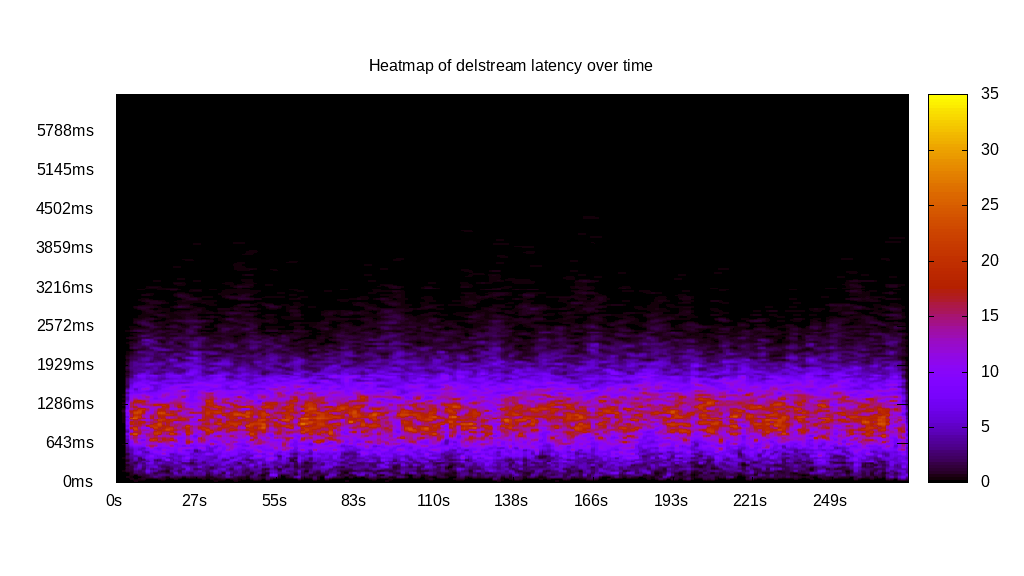 Heatmap of delstream latency over time
5788ms
5145ms
4502ms
3859ms
3216ms
2572ms
1929ms
1286ms
643ms
0ms
0s 27s 55s 83s 110s 138s 166s 193s 221s 249s
35
30
25
20
15
10
5
0